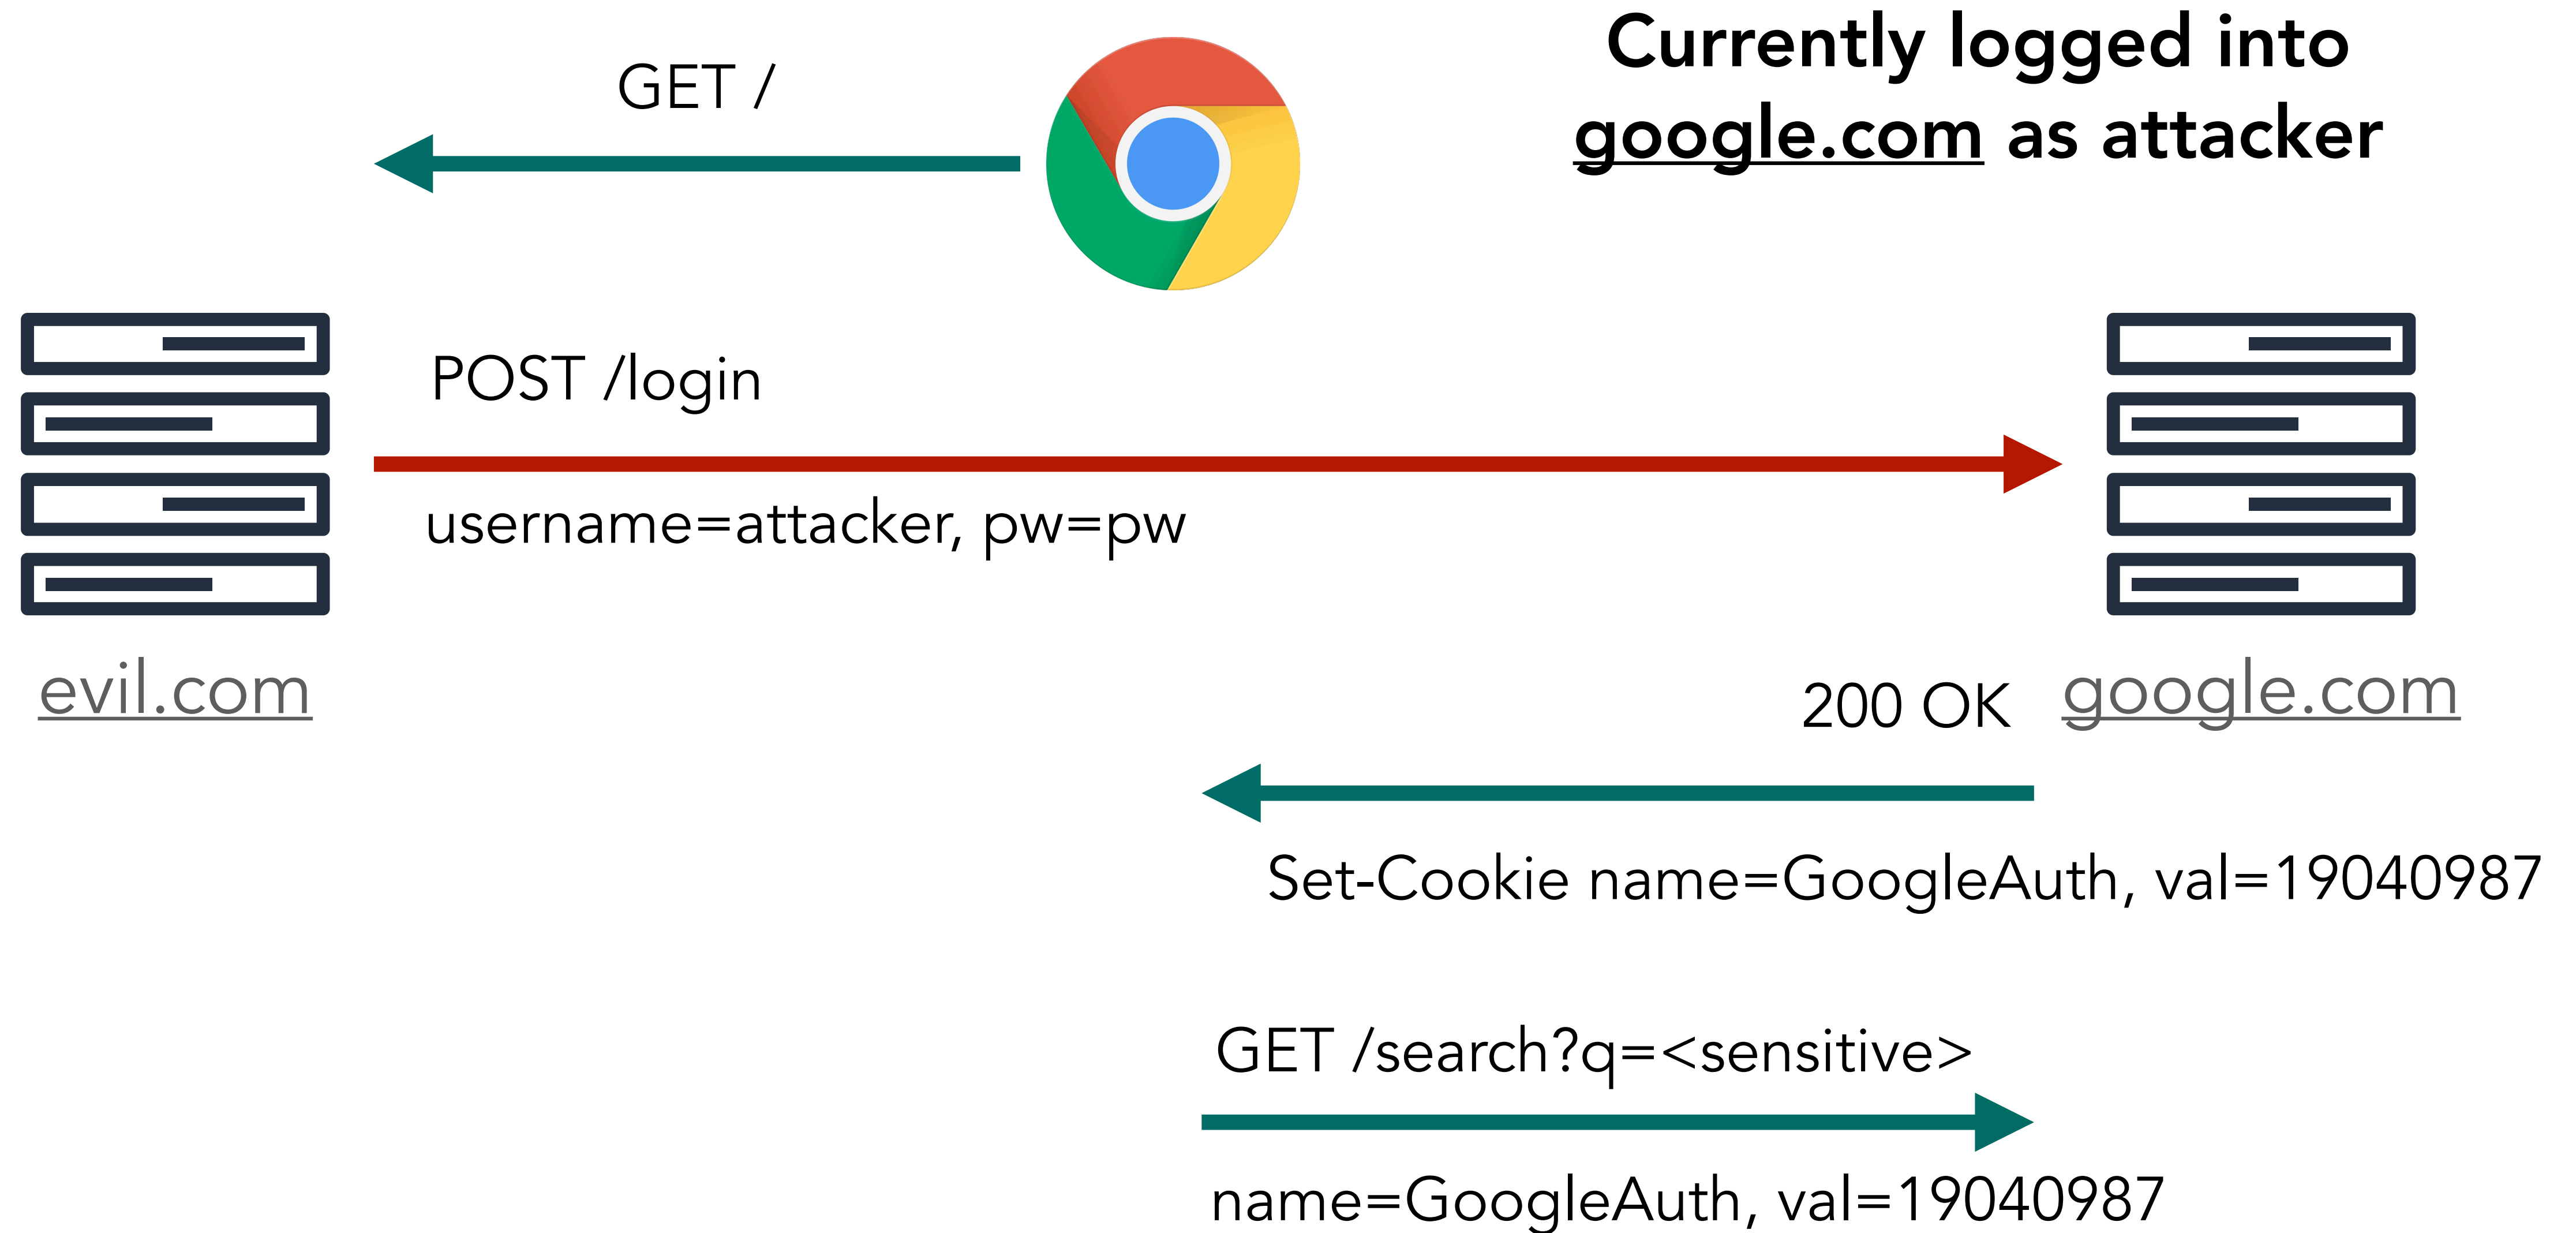 Currently logged into
google.com as attacker
GET /
POST /login
username=attacker, pw=pw
evil.com
google.com
200 OK
Set-Cookie name=GoogleAuth, val=19040987
GET /search?q=<sensitive>
name=GoogleAuth, val=19040987